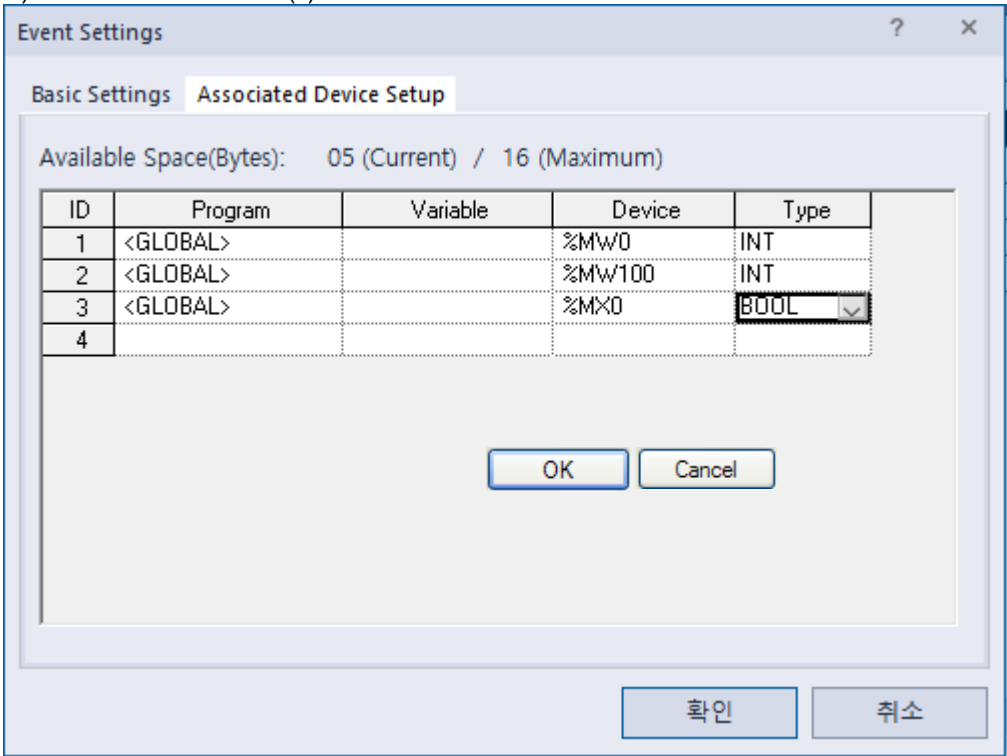 Event Settings ? ×
Basic Settings Associated Device Setup
Available Space(Bytes): 05 (Current) / 16 (Maximum)
ID Program Variable Device Type
1 <GLOBAL> %MW0 INT
2 <GLOBAL> %MW100 INT
3 <GLOBAL> %MX0 BOOL
4
OK Cancel
확인 취소